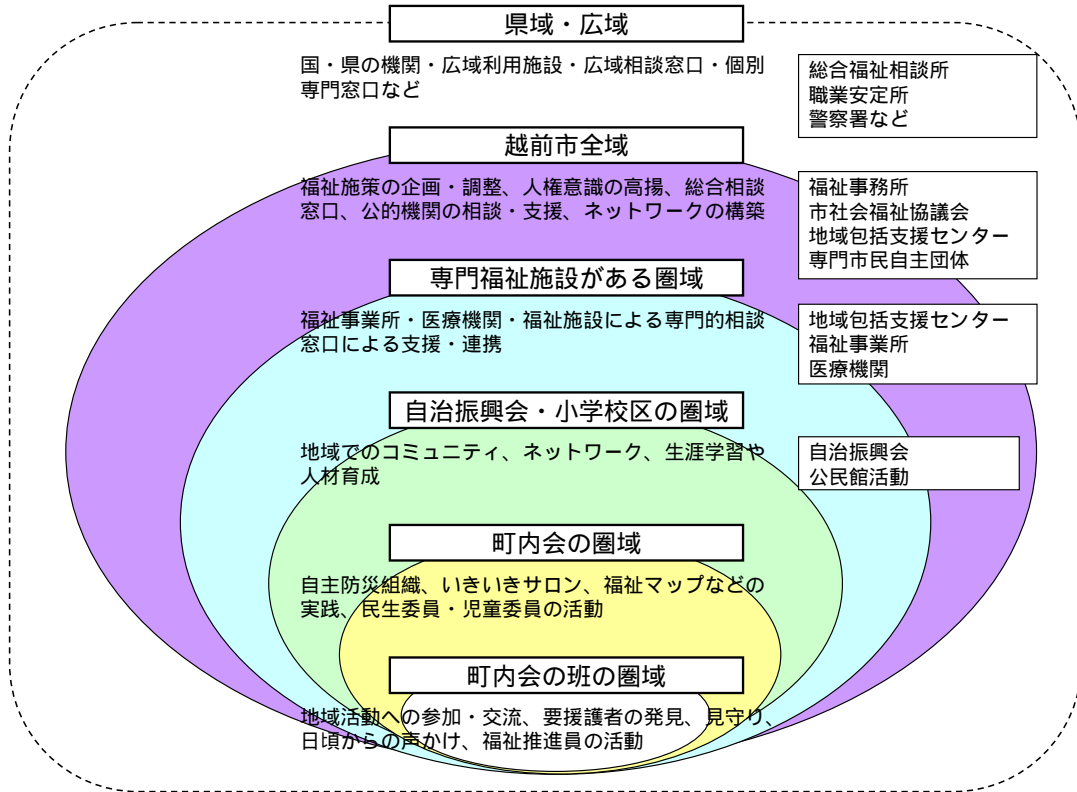 県域・広域
国・県の機関・広域利用施設・広域相談窓口・個別
専門窓口など
総合福祉相談所
職業安定所
警察署など
越前市全域
福祉施策の企画・調整、人権意識の高揚、総合相談
窓口、公的機関の相談・支援、ネットワークの構築
福祉事務所
市社会福祉協議会
地域包括支援センター
専門市民自主団体
専門福祉施設がある圏域
福祉事業所・医療機関・福祉施設による専門的相談
窓口による支援・連携
地域包括支援センター
福祉事業所
医療機関
自治振興会・小学校区の圏域
地域でのコミュニティ、ネットワーク、生涯学習や
人材育成
自治振興会
公民館活動
町内会の圏域
自主防災組織、いきいきサロン、福祉マップなどの
実践、民生委員・児童委員の活動
町内会の班の圏域
地域活動への参加・交流、要援護者の発見、見守り、
日頃からの声かけ、福祉推進員の活動